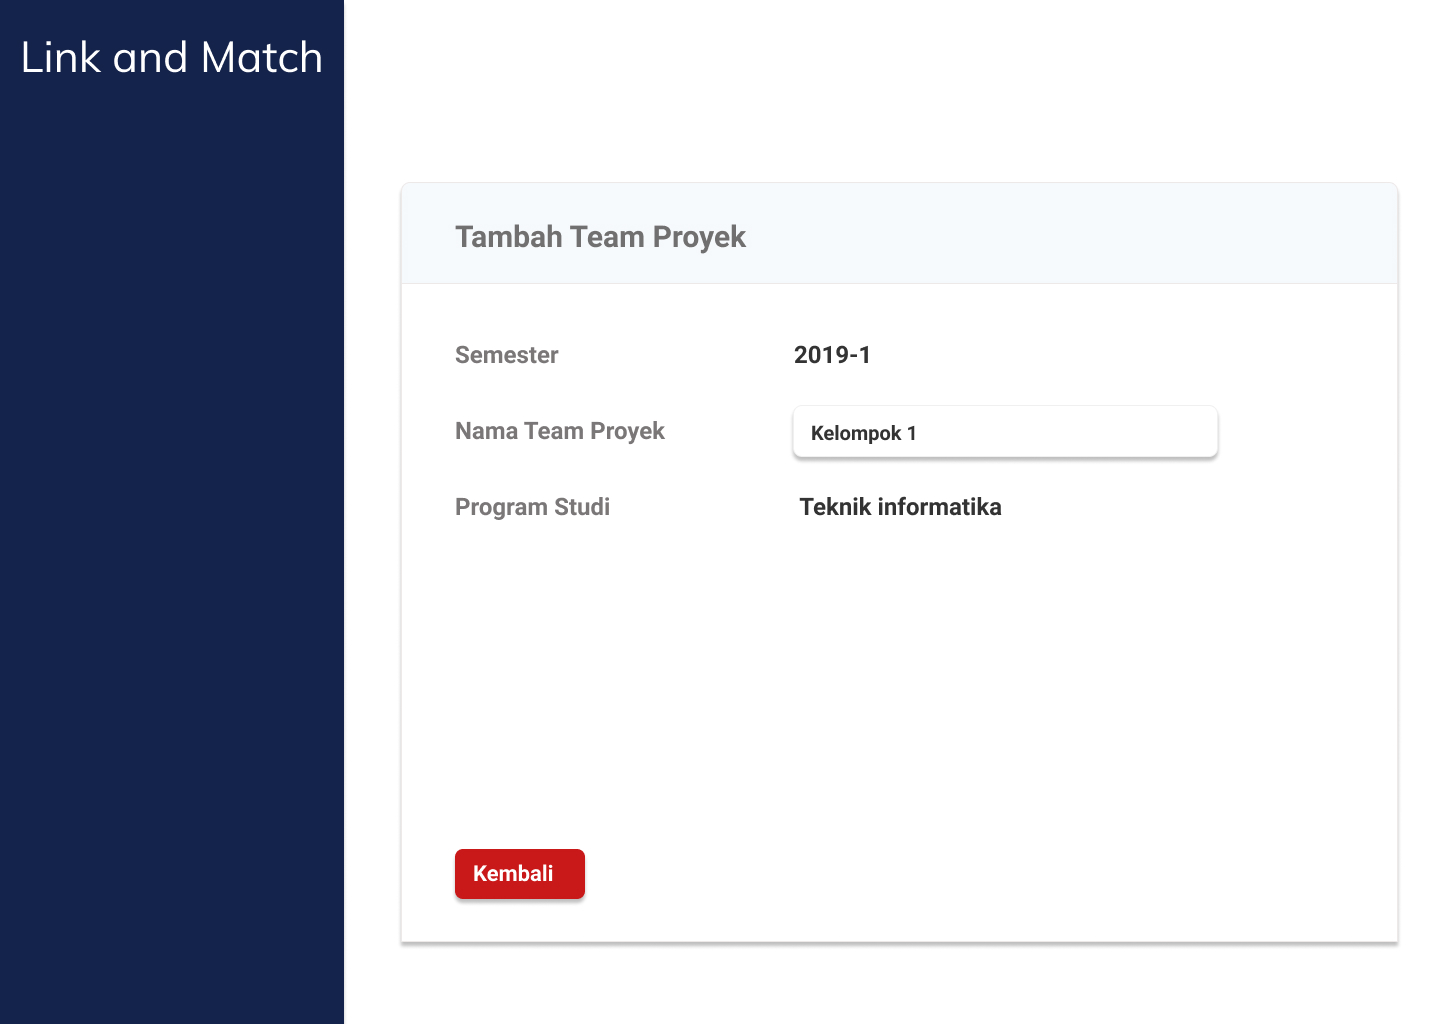 Link and Match
Tambah Team Proyek
Semester 2019-1
Nama Team Proyek Kelompok 1
Program Studi Teknik informatika
Kembali